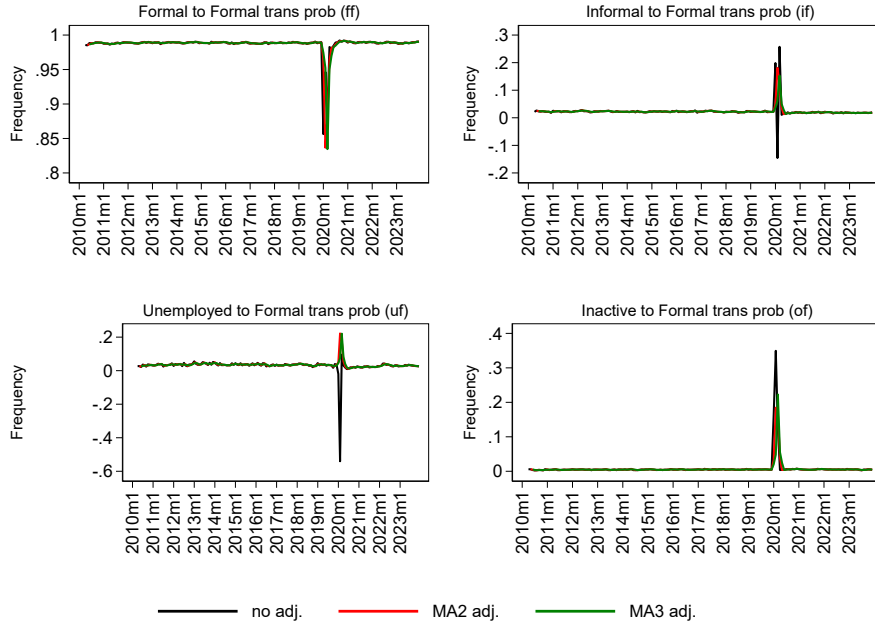 Formal to Formal trans prob (ff)
Frequency
1
.95
.9
.85
.8
2010m1
2011m1
2012m1
2013m1
2014m1
2015m1
2016m1
2017m1
2018m1
2019m1
2020m1
2021m1
2022m1
2023m1
Informal to Formal trans prob (if)
Frequency
.3
.2
.1
0
-.1
-.2
2010m1
2011m1
2012m1
2013m1
2014m1
2015m1
2016m1
2017m1
2018m1
2019m1
2020m1
2021m1
2022m1
2023m1
Unemployed to Formal trans prob (uf)
Frequency
.2
0
-.2
-.4
-.6
2010m1
2011m1
2012m1
2013m1
2014m1
2015m1
2016m1
2017m1
2018m1
2019m1
2020m1
2021m1
2022m1
2023m1
Inactive to Formal trans prob (of)
Frequency
.4
.3
.2
.1
0
2010m1
2011m1
2012m1
2013m1
2014m1
2015m1
2016m1
2017m1
2018m1
2019m1
2020m1
2021m1
2022m1
2023m1
no adj.
MA2 adj.
MA3 adj.